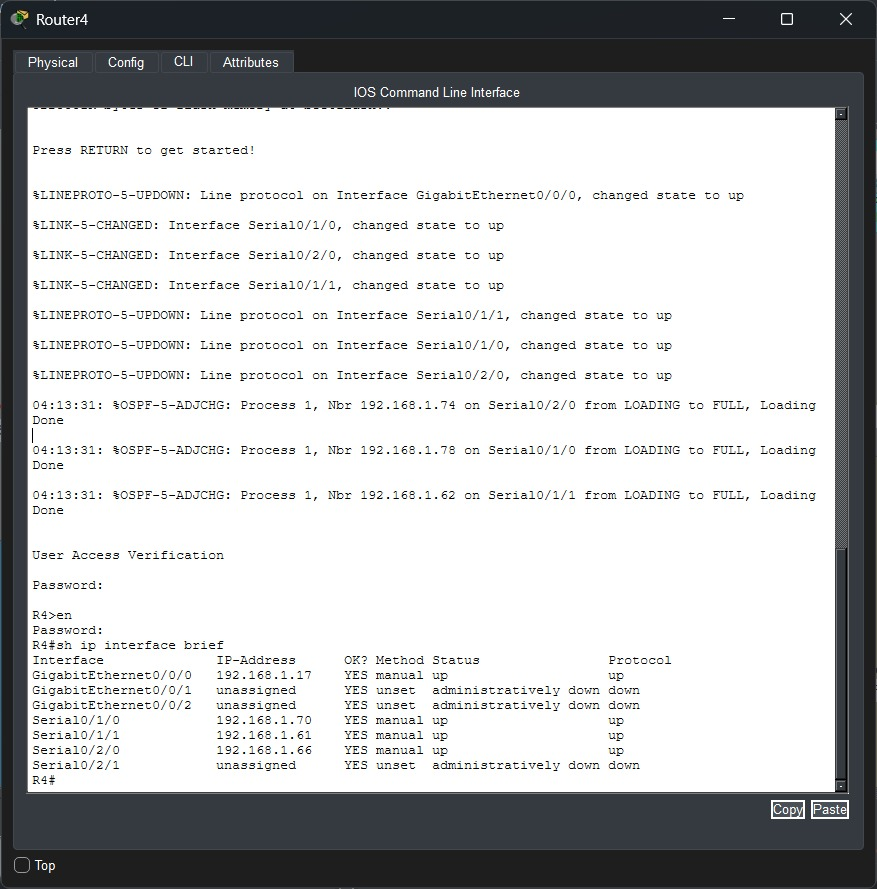 Router4
Physical Config CLI Attributes
IOS Command Line Interface
Press RETURN to get started!
%LINEPROTO-5-UPDOWN: Line protocol on Interface GigabitEthernet0/0/0, changed state to up
%LINK-5-CHANGED: Interface Serial0/1/0, changed state to up
%LINK-5-CHANGED: Interface Serial0/2/0, changed state to up
%LINK-5-CHANGED: Interface Serial0/1/1, changed state to up
%LINEPROTO-5-UPDOWN: Line protocol on Interface Serial0/1/1, changed state to up
%LINEPROTO-5-UPDOWN: Line protocol on Interface Serial0/1/0, changed state to up
%LINEPROTO-5-UPDOWN: Line protocol on Interface Serial0/2/0, changed state to up
04:13:31: %OSPF-5-ADJCHG: Process 1, Nbr 192.168.1.74 on Serial0/2/0 from LOADING to FULL, Loading
Done
04:13:31: %OSPF-5-ADJCHG: Process 1, Nbr 192.168.1.78 on Serial0/1/0 from LOADING to FULL, Loading
Done
04:13:31: %OSPF-5-ADJCHG: Process 1, Nbr 192.168.1.62 on Serial0/1/1 from LOADING to FULL, Loading
Done
User Access Verification
Password:
R4>en
Password:
R4#sh ip interface brief
Interface IP-Address OK? Method Status Protocol
GigabitEthernet0/0/0 192.168.1.17 YES manual up up
GigabitEthernet0/0/1 unassigned YES unset administratively down down
GigabitEthernet0/0/2 unassigned YES unset administratively down down
Serial0/1/0 192.168.1.70 YES manual up up
Serial0/1/1 192.168.1.61 YES manual up up
Serial0/2/0 192.168.1.66 YES manual up up
Serial0/2/1 unassigned YES unset administratively down down
R4#
Copy Paste
Top